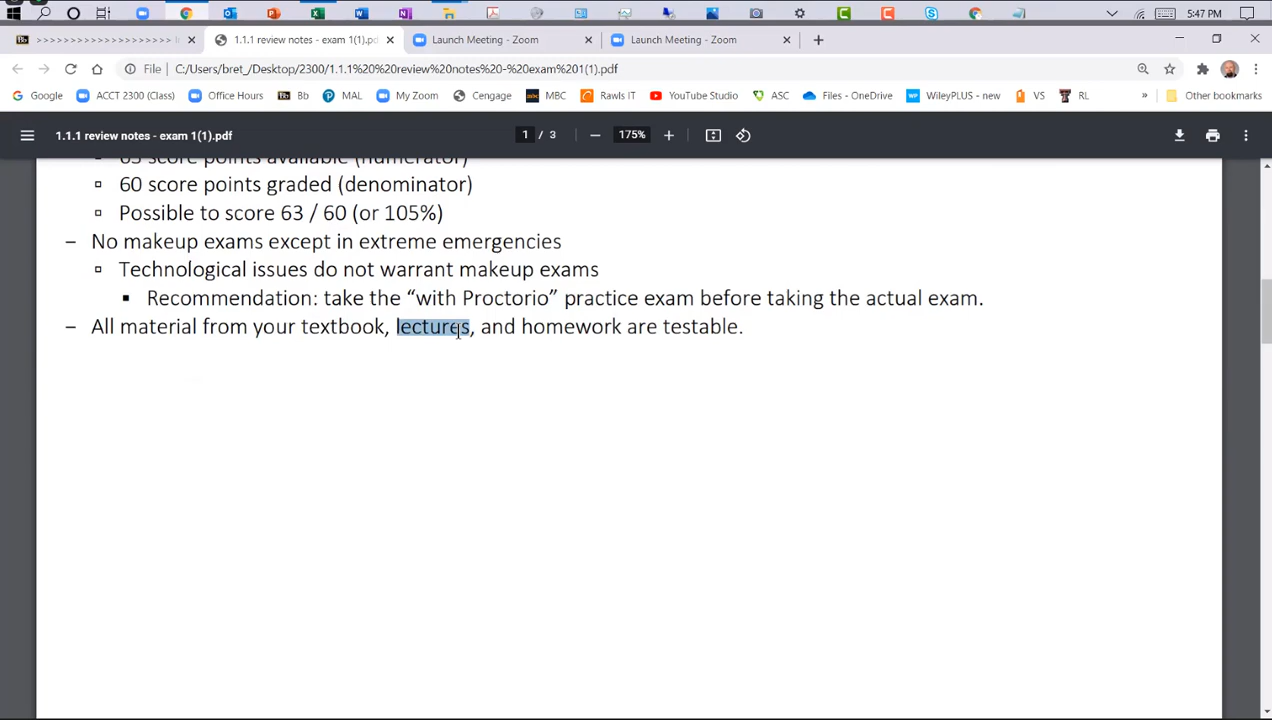 5:47 PM
>>>>>>>>>>>>>>>>>>>>
1.1.1 review notes - exam 1(1).pd
Launch Meeting - Zoom
Launch Meeting - Zoom
File
C:/Users/bret_/Desktop/2300/1.1.1%20%20review%20notes%20-%20exam%201(1).pdf
Google
ACCT 2300 (Class)
Office Hours
Bb
MAL
My Zoom
Cengage
MBC
Rawls IT
YouTube Studio
ASC
Files - OneDrive
WileyPLUS - new
VS
RL
»
Other bookmarks
1.1.1 review notes - exam 1(1).pdf
1 / 3
175%
63 score points available (numerator)
▫ 60 score points graded (denominator)
▫ Possible to score 63 / 60 (or 105%)
– No makeup exams except in extreme emergencies
▫ Technological issues do not warrant makeup exams
▪ Recommendation: take the “with Proctorio” practice exam before taking the actual exam.
– All material from your textbook, lectures, and homework are testable.